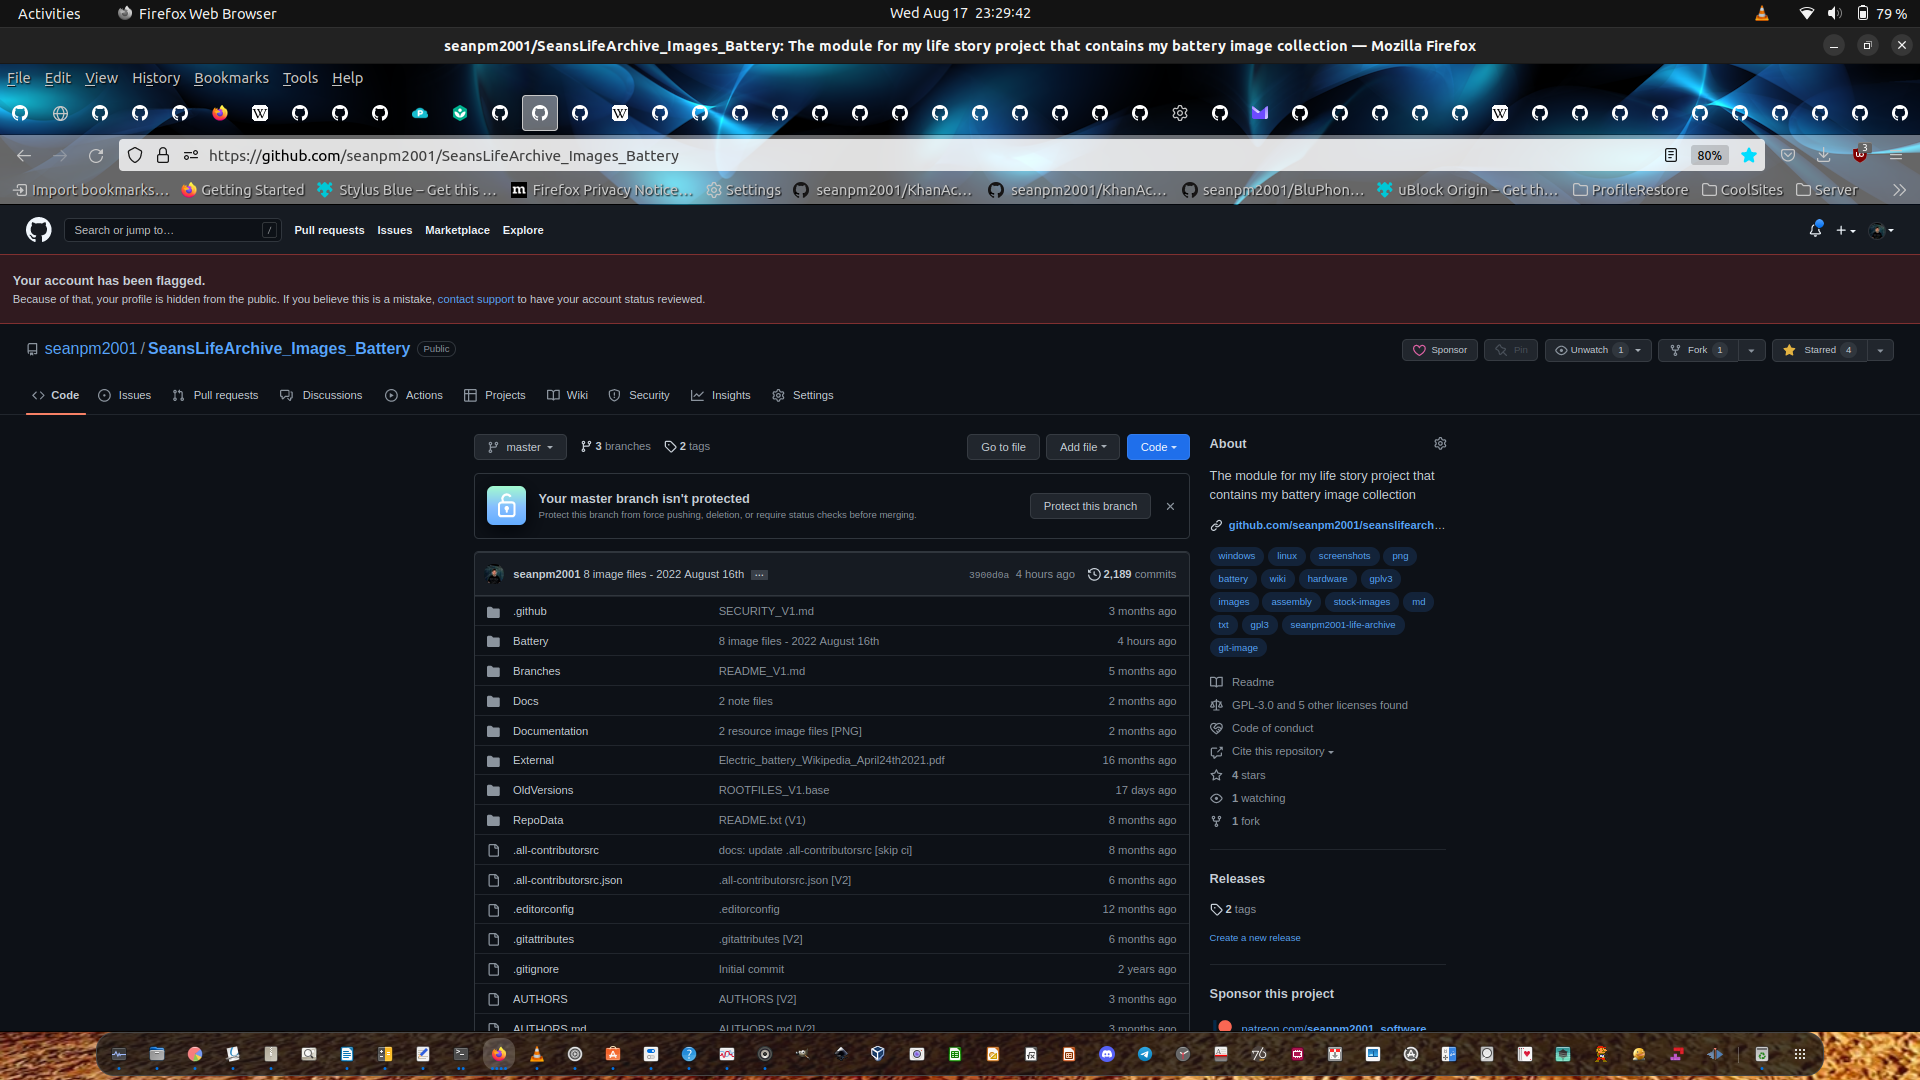 Activities
Firefox Web Browser
Wed Aug 17 23:29:42
79 %
seanpm2001/SeansLifeArchive_Images_Battery: The module for my life story project that contains my battery image collection — Mozilla Firefox
File Edit View History Bookmarks Tools Help
https://github.com/seanpm2001/SeansLifeArchive_Images_Battery
80%
3
Import bookmarks… Getting Started Stylus Blue – Get this … Firefox Privacy Notice… Settings seanpm2001/KhanAc… seanpm2001/KhanAc… seanpm2001/BluPhon… uBlock Origin – Get th… ProfileRestore CoolSites Server
Search or jump to… /
Pull requests Issues Marketplace Explore
Your account has been flagged.
Because of that, your profile is hidden from the public. If you believe this is a mistake, contact support to have your account status reviewed.
seanpm2001 / SeansLifeArchive_Images_Battery Public
Sponsor Pin Unwatch 1 Fork 1 Starred 4
Code Issues Pull requests Discussions Actions Projects Wiki Security Insights Settings
master 3 branches 2 tags
Go to file Add file Code
Your master branch isn't protected
Protect this branch from force pushing, deletion, or require status checks before merging.
Protect this branch
seanpm2001 8 image files - 2022 August 16th … 3900d0a 4 hours ago 2,189 commits
.github SECURITY_V1.md 3 months ago
Battery 8 image files - 2022 August 16th 4 hours ago
Branches README_V1.md 5 months ago
Docs 2 note files 2 months ago
Documentation 2 resource image files [PNG] 2 months ago
External Electric_battery_Wikipedia_April24th2021.pdf 16 months ago
OldVersions ROOTFILES_V1.base 17 days ago
RepoData README.txt (V1) 8 months ago
.all-contributorsrc docs: update .all-contributorsrc [skip ci] 8 months ago
.all-contributorsrc.json .all-contributorsrc.json [V2] 6 months ago
.editorconfig .editorconfig 12 months ago
.gitattributes .gitattributes [V2] 6 months ago
.gitignore Initial commit 2 years ago
AUTHORS AUTHORS [V2] 3 months ago
AUTHORS.md AUTHORS.md [V2] 3 months ago
About
The module for my life story project that
contains my battery image collection
github.com/seanpm2001/seanslifearch…
windows linux screenshots png
battery wiki hardware gplv3
images assembly stock-images md
txt gpl3 seanpm2001-life-archive
git-image
Readme
GPL-3.0 and 5 other licenses found
Code of conduct
Cite this repository
4 stars
1 watching
1 fork
Releases
2 tags
Create a new release
Sponsor this project
patreon.com/seanpm2001_software